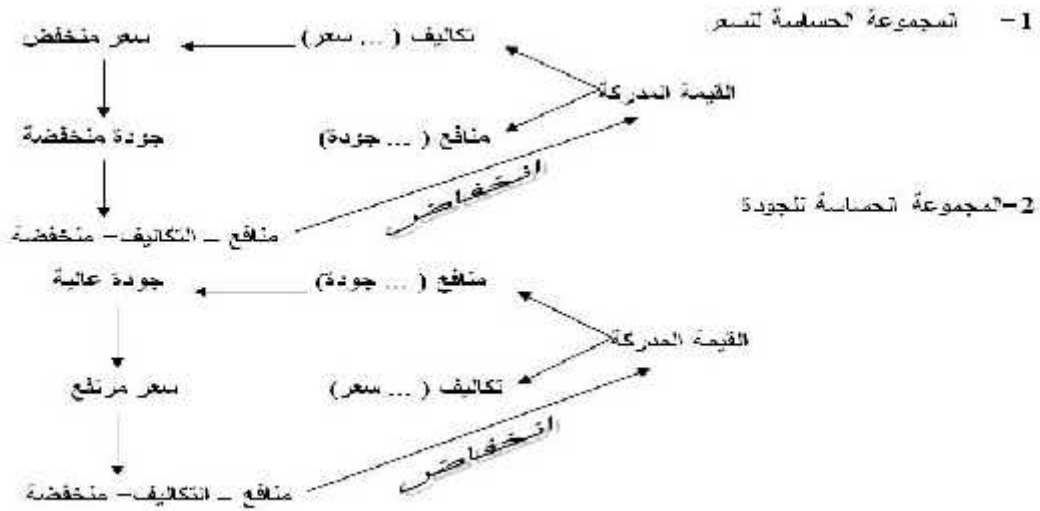 1- المجموعة الحساسة للسعر
تكاليف ( ... سعر)
سعر منخفض
القيمة المدركة
منافع ( ... جودة)
جودة منخفضة
انخفاض
منافع – التكاليف– منخفضة
2-المجموعة الحساسة للجودة
منافع ( ... جودة)
جودة عالية
القيمة المدركة
تكاليف ( ... سعر)
سعر مرتفع
انخفاض
منافع – التكاليف– منخفضة